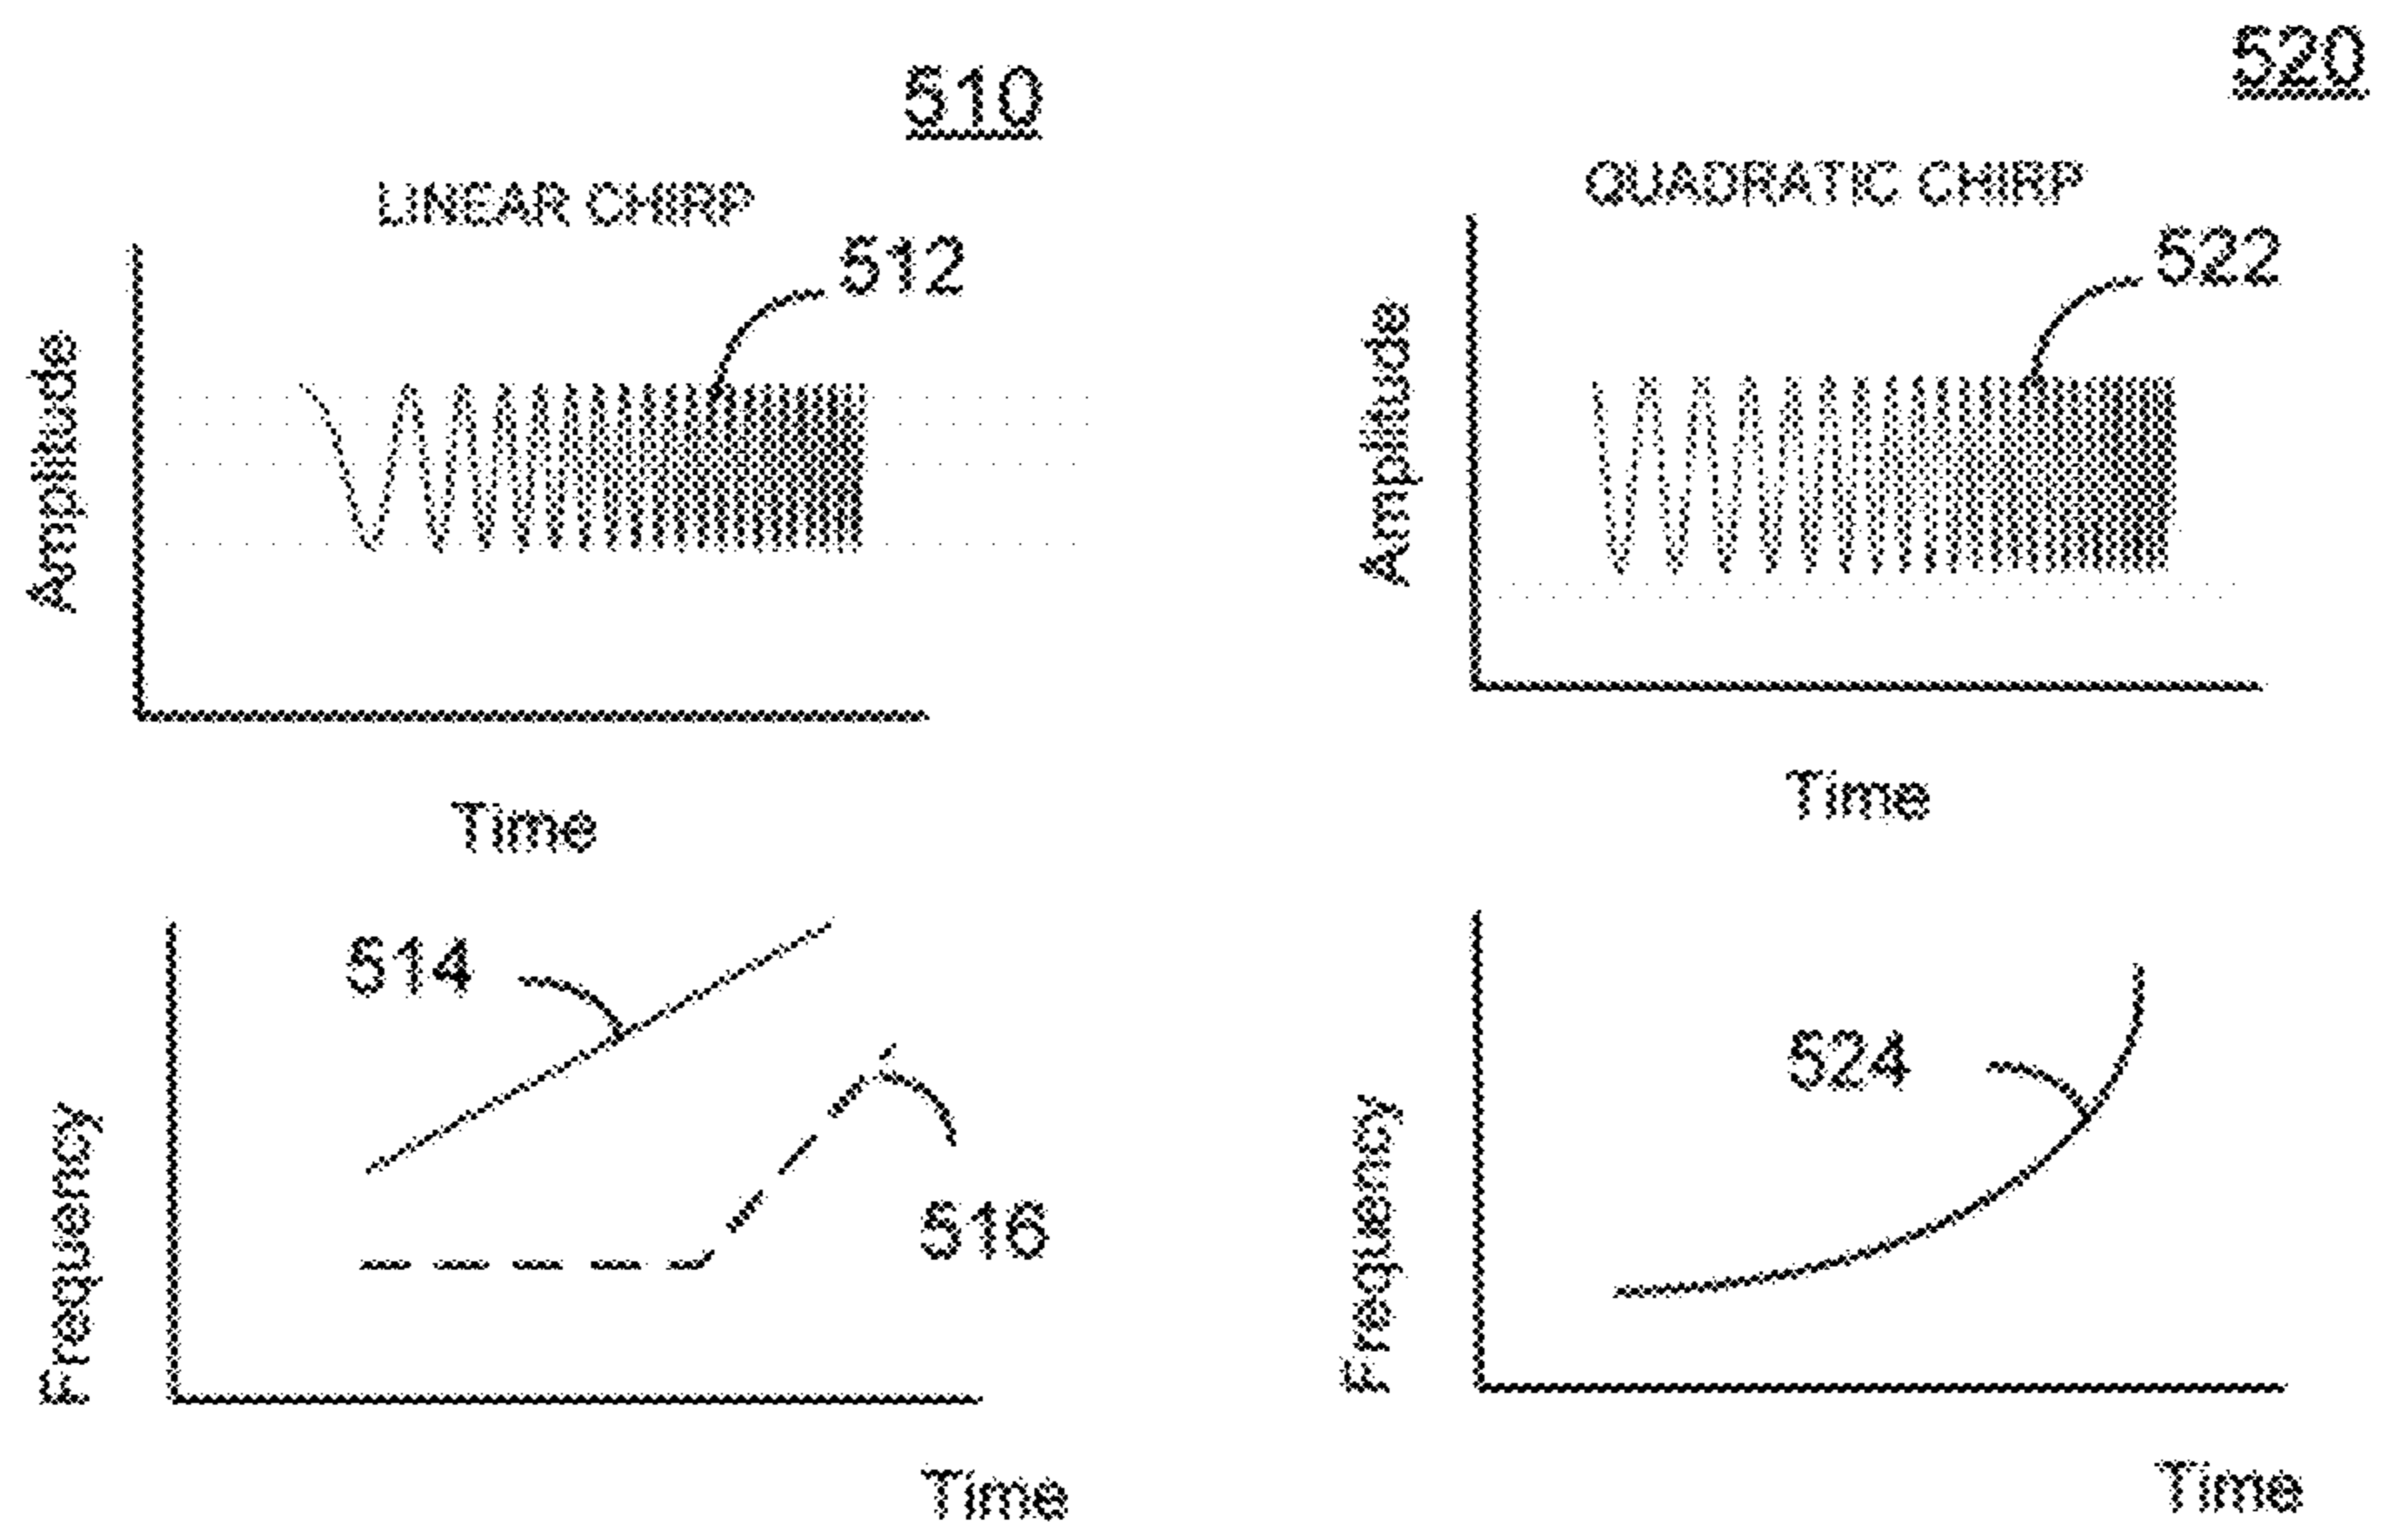 510
LINEAR CHIRP
512
Amplitude
Time
514
516
Frequency
Time
520
QUADRATIC CHIRP
522
Amplitude
Time
524
Frequency
Time